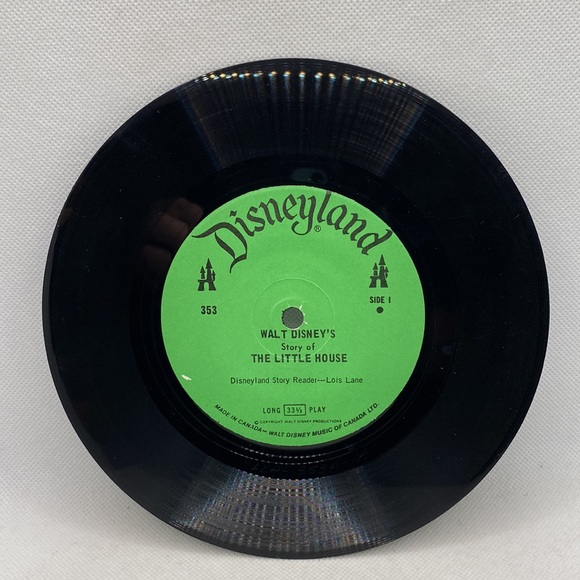 Disneyland®
353
SIDE 1
WALT DISNEY'S
Story of
THE LITTLE HOUSE
Disneyland Story Reader---Lois Lane
LONG 33⅓ PLAY
© COPYRIGHT WALT DISNEY PRODUCTIONS
MADE IN CANADA— WALT DISNEY MUSIC OF CANADA LTD.